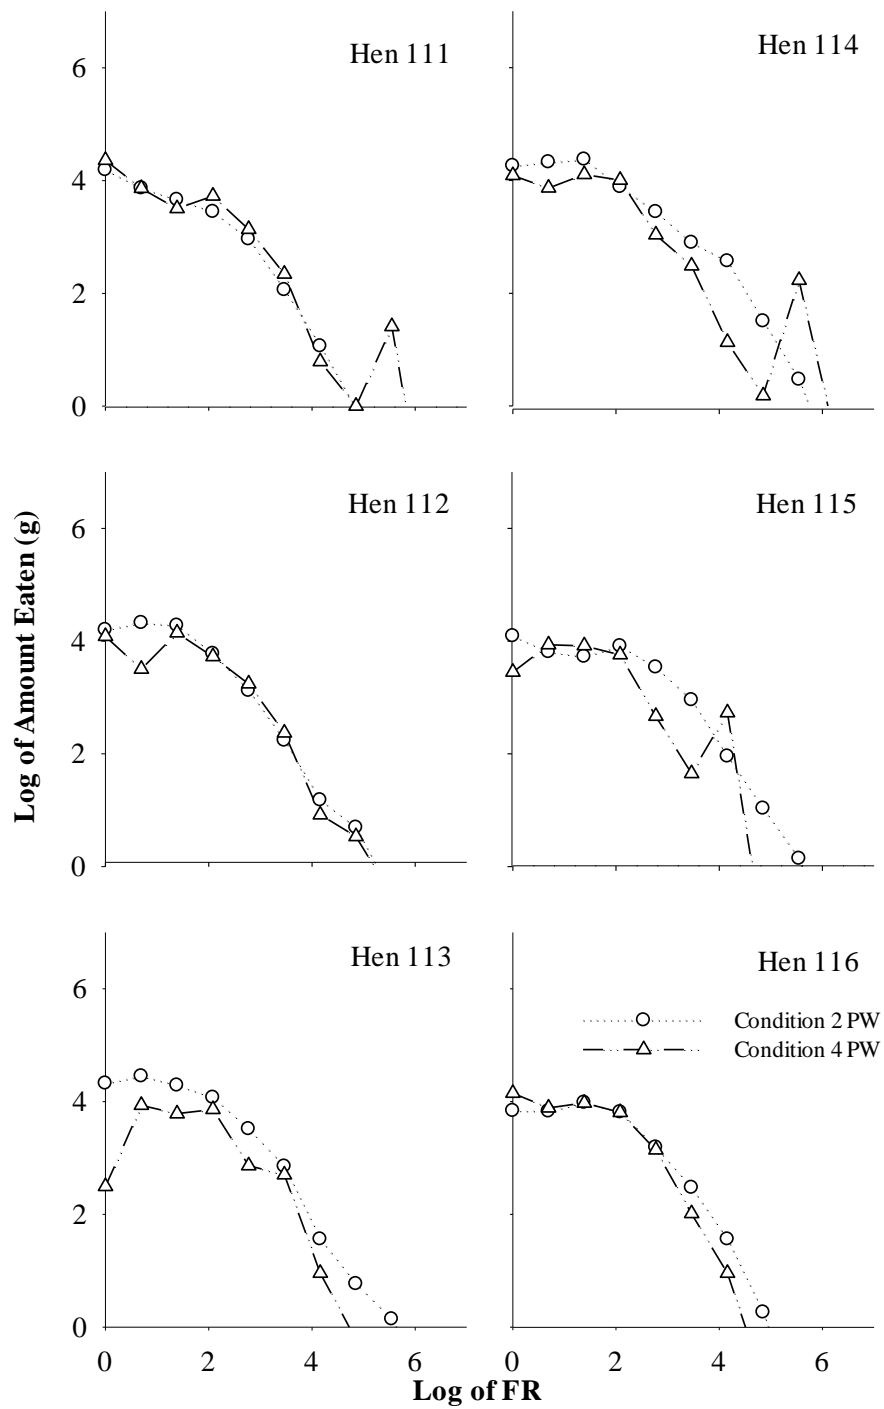 Hen 111
Hen 114
6
4
2
0
Hen 112
Hen 115
6
4
2
0
Log of Amount Eaten (g)
Hen 113
Hen 116
Condition 2 PW
Condition 4 PW
6
4
2
0
0 2 4 6
0 2 4 6
Log of FR